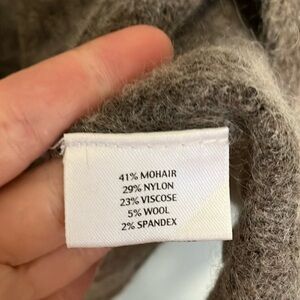 41% MOHAIR
29% NYLON
23% VISCOSE
5% WOOL
2% SPANDEX